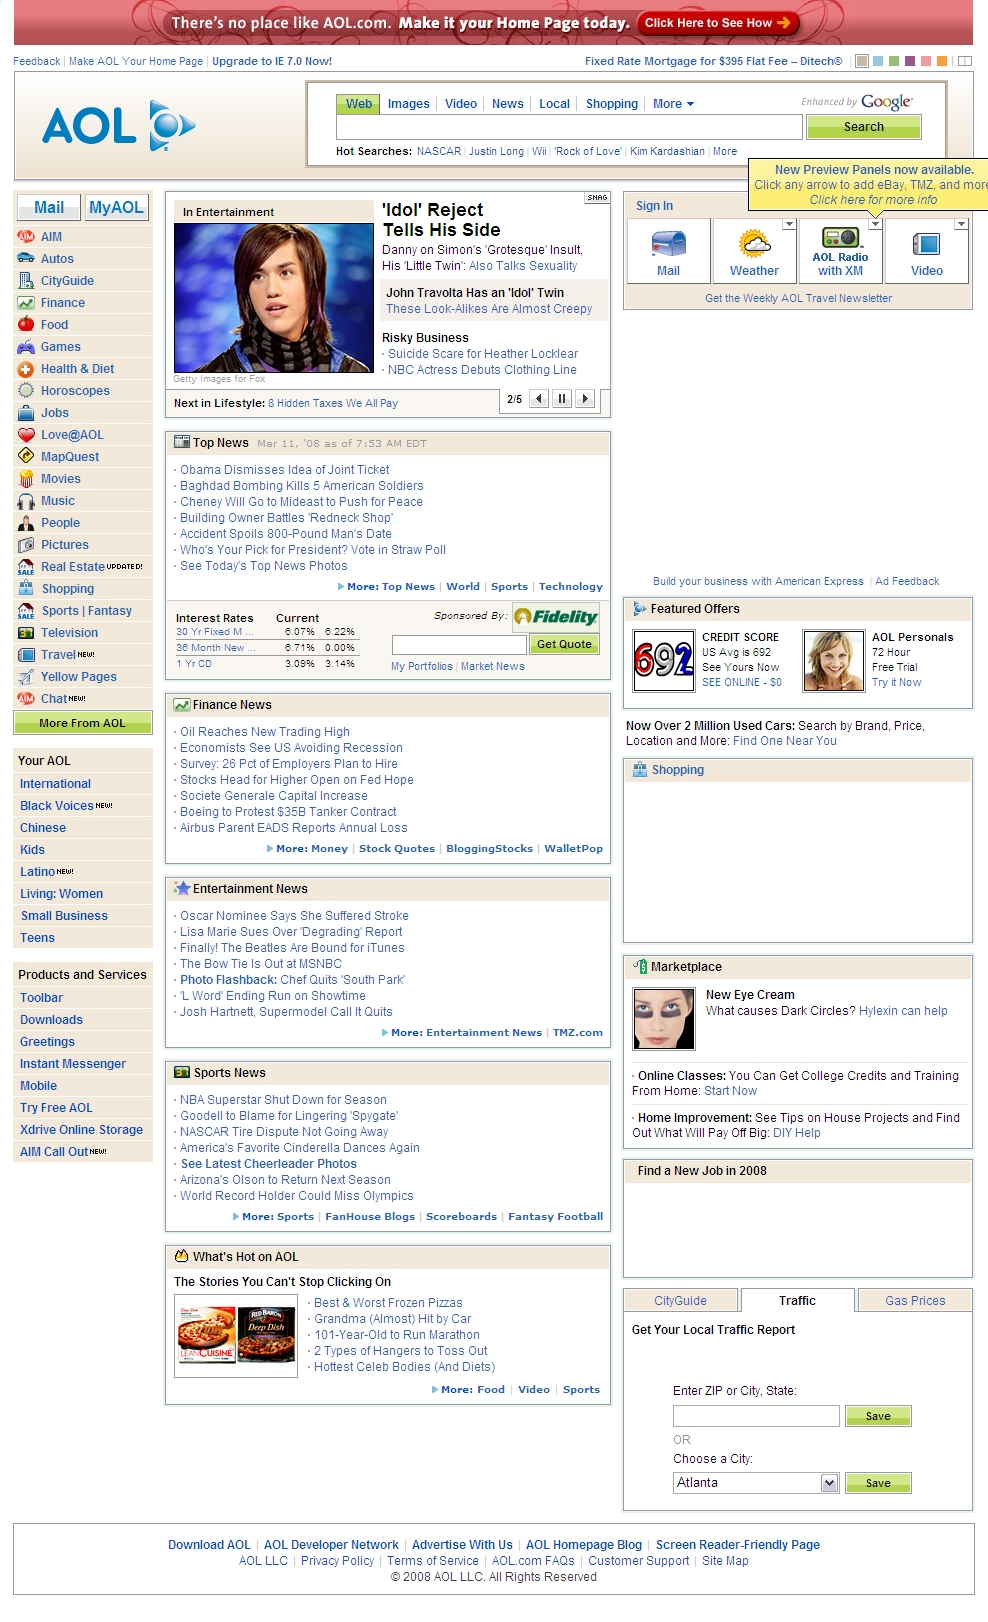 There's no place like AOL.com. Make it your Home Page today. Click Here to See How
Feedback | Make AOL Your Home Page | Upgrade to IE 7.0 Now!
Fixed Rate Mortgage for $395 Flat Fee – Ditech®
AOL
Web Images Video News Local Shopping More
Enhanced by Google
Search
Hot Searches: NASCAR | Justin Long | Wii | 'Rock of Love' | Kim Kardashian | More
New Preview Panels now available.
Click any arrow to add eBay, TMZ, and more
Click here for more info
Mail MyAOL
AIM
Autos
CityGuide
Finance
Food
Games
Health & Diet
Horoscopes
Jobs
Love@AOL
MapQuest
Movies
Music
People
Pictures
Real Estate UPDATED!
Shopping
Sports | Fantasy
Television
Travel NEW!
Yellow Pages
Chat NEW!
More From AOL
Your AOL
International
Black Voices NEW!
Chinese
Kids
Latino NEW!
Living: Women
Small Business
Teens
Products and Services
Toolbar
Downloads
Greetings
Instant Messenger
Mobile
Try Free AOL
Xdrive Online Storage
AIM Call Out NEW!
SNAG
In Entertainment
'Idol' Reject
Tells His Side
Danny on Simon's 'Grotesque' Insult,
His 'Little Twin': Also Talks Sexuality
John Travolta Has an 'Idol' Twin
These Look-Alikes Are Almost Creepy
Risky Business
· Suicide Scare for Heather Locklear
· NBC Actress Debuts Clothing Line
Getty Images for Fox
Next in Lifestyle: 8 Hidden Taxes We All Pay
2/5
Top News Mar 11, '08 as of 7:53 AM EDT
· Obama Dismisses Idea of Joint Ticket
· Baghdad Bombing Kills 5 American Soldiers
· Cheney Will Go to Mideast to Push for Peace
· Building Owner Battles 'Redneck Shop'
· Accident Spoils 800-Pound Man's Date
· Who's Your Pick for President? Vote in Straw Poll
· See Today's Top News Photos
More: Top News | World | Sports | Technology
Interest Rates Current
30 Yr Fixed M ... 6.07% 6.22%
36 Month New ... 6.71% 0.00%
1 Yr CD 3.09% 3.14%
Sponsored By: Fidelity
Get Quote
My Portfolios | Market News
Finance News
· Oil Reaches New Trading High
· Economists See US Avoiding Recession
· Survey: 26 Pct of Employers Plan to Hire
· Stocks Head for Higher Open on Fed Hope
· Societe Generale Capital Increase
· Boeing to Protest $35B Tanker Contract
· Airbus Parent EADS Reports Annual Loss
More: Money | Stock Quotes | BloggingStocks | WalletPop
Entertainment News
· Oscar Nominee Says She Suffered Stroke
· Lisa Marie Sues Over 'Degrading' Report
· Finally! The Beatles Are Bound for iTunes
· The Bow Tie Is Out at MSNBC
· Photo Flashback: Chef Quits 'South Park'
· 'L Word' Ending Run on Showtime
· Josh Hartnett, Supermodel Call It Quits
More: Entertainment News | TMZ.com
Sports News
· NBA Superstar Shut Down for Season
· Goodell to Blame for Lingering 'Spygate'
· NASCAR Tire Dispute Not Going Away
· America's Favorite Cinderella Dances Again
· See Latest Cheerleader Photos
· Arizona's Olson to Return Next Season
· World Record Holder Could Miss Olympics
More: Sports | FanHouse Blogs | Scoreboards | Fantasy Football
What's Hot on AOL
The Stories You Can't Stop Clicking On
LEAN CUISINE
RED BARON
Deep Dish
· Best & Worst Frozen Pizzas
· Grandma (Almost) Hit by Car
· 101-Year-Old to Run Marathon
· 2 Types of Hangers to Toss Out
· Hottest Celeb Bodies (And Diets)
More: Food | Video | Sports
Sign In
Mail
Weather
AOL Radio
with XM
Video
Get the Weekly AOL Travel Newsletter
Build your business with American Express | Ad Feedback
Featured Offers
692
CREDIT SCORE
US Avg is 692
See Yours Now
SEE ONLINE - $0
AOL Personals
72 Hour
Free Trial
Try it Now
Now Over 2 Million Used Cars: Search by Brand, Price,
Location and More: Find One Near You
Shopping
Marketplace
New Eye Cream
What causes Dark Circles? Hylexin can help
· Online Classes: You Can Get College Credits and Training
From Home: Start Now
· Home Improvement: See Tips on House Projects and Find
Out What Will Pay Off Big: DIY Help
Find a New Job in 2008
CityGuide Traffic Gas Prices
Get Your Local Traffic Report
Enter ZIP or City, State:
Save
OR
Choose a City:
Atlanta Save
Download AOL | AOL Developer Network | Advertise With Us | AOL Homepage Blog | Screen Reader-Friendly Page
AOL LLC | Privacy Policy | Terms of Service | AOL.com FAQs | Customer Support | Site Map
© 2008 AOL LLC. All Rights Reserved